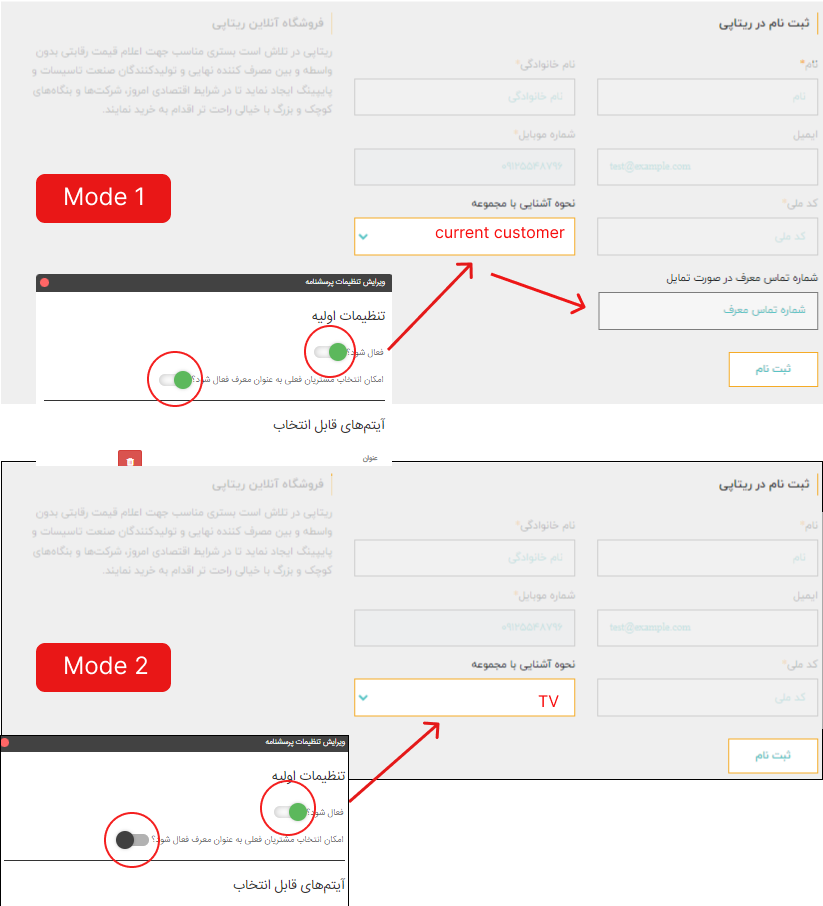 ثبت نام در ریتاپی
فروشگاه آنلاین ریتاپی
ریتاپی در تلاش است بستری مناسب جهت اعلام قیمت رقابتی بدون
واسطه و بین مصرف کننده نهایی و تولیدکنندگان صنعت تاسیسات و
پایپینگ ایجاد نماید تا در شرایط اقتصادی امروز، شرکت‌ها و بنگاه‌های
کوچک و بزرگ با خیالی راحت تر اقدام به خرید نمایند.
نام*
نام خانوادگی*
نام
نام خانوادگی
ایمیل
شماره موبایل*
test@example.com
۰۹۱۲۵۵۴۸۷۹۶
Mode 1
کد ملی*
نحوه آشنایی با مجموعه
کد ملی
current customer
شماره تماس معرف در صورت تمایل
شماره تماس معرف
ثبت نام
ویرایش تنظیمات پرسشنامه
تنظیمات اولیه
فعال شود؟
امکان انتخاب مشتریان فعلی به عنوان معرف فعال شود؟
آیتم‌های قابل انتخاب
عنوان
ثبت نام در ریتاپی
فروشگاه آنلاین ریتاپی
ریتاپی در تلاش است بستری مناسب جهت اعلام قیمت رقابتی بدون
واسطه و بین مصرف کننده نهایی و تولیدکنندگان صنعت تاسیسات و
پایپینگ ایجاد نماید تا در شرایط اقتصادی امروز، شرکت‌ها و بنگاه‌های
کوچک و بزرگ با خیالی راحت تر اقدام به خرید نمایند.
نام*
نام خانوادگی*
نام
نام خانوادگی
ایمیل
شماره موبایل*
test@example.com
۰۹۱۲۵۵۴۸۷۹۶
Mode 2
کد ملی*
نحوه آشنایی با مجموعه
کد ملی
TV
ثبت نام
ویرایش تنظیمات پرسشنامه
تنظیمات اولیه
فعال شود؟
امکان انتخاب مشتریان فعلی به عنوان معرف فعال شود؟
آیتم‌های قابل انتخاب